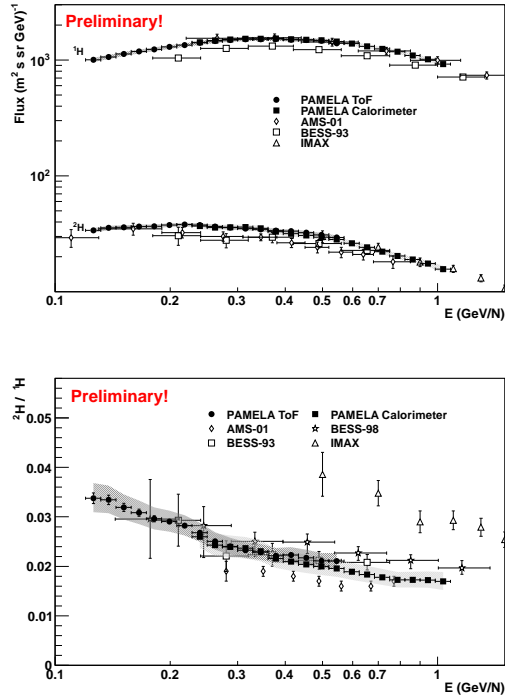 Preliminary!
Flux (m² s sr GeV)⁻¹
10³
10²
¹H
²H
PAMELA ToF
PAMELA Calorimeter
AMS-01
BESS-93
IMAX
0.1 0.2 0.3 0.4 0.5 0.6 0.7 1
E (GeV/N)
Preliminary!
²H / ¹H
0.05
0.04
0.03
0.02
0.01
0
PAMELA ToF PAMELA Calorimeter
AMS-01 BESS-98
BESS-93 IMAX
0.1 0.2 0.3 0.4 0.5 0.6 0.7 1
E (GeV/N)